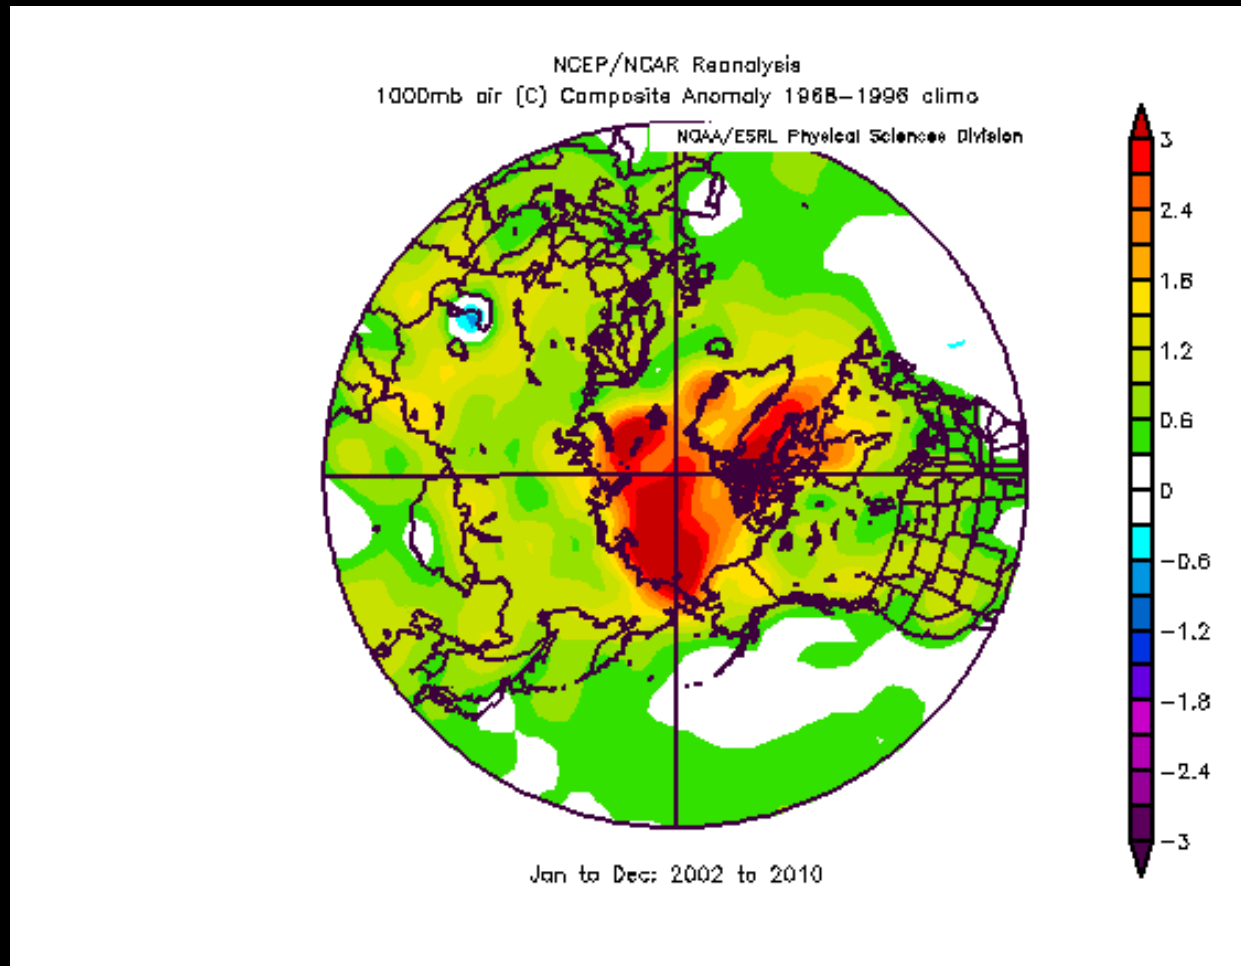 NCEP/NCAR Reanalysis
1000mb air (C) Composite Anomaly 1968-1996 climo
NOAA/ESRL Physical Sciences Division
3
2.4
1.8
1.2
0.6
0
-0.6
-1.2
-1.8
-2.4
-3
Jan to Dec: 2002 to 2010